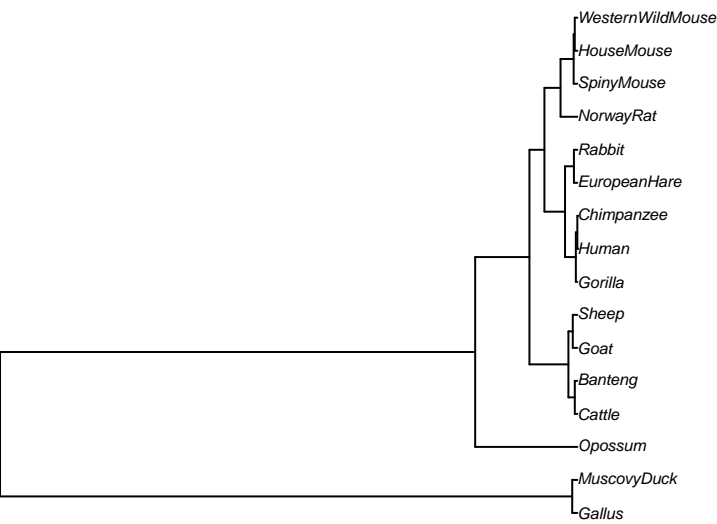 WesternWildMouse
HouseMouse
SpinyMouse
NorwayRat
Rabbit
EuropeanHare
Chimpanzee
Human
Gorilla
Sheep
Goat
Banteng
Cattle
Opossum
MuscovyDuck
Gallus